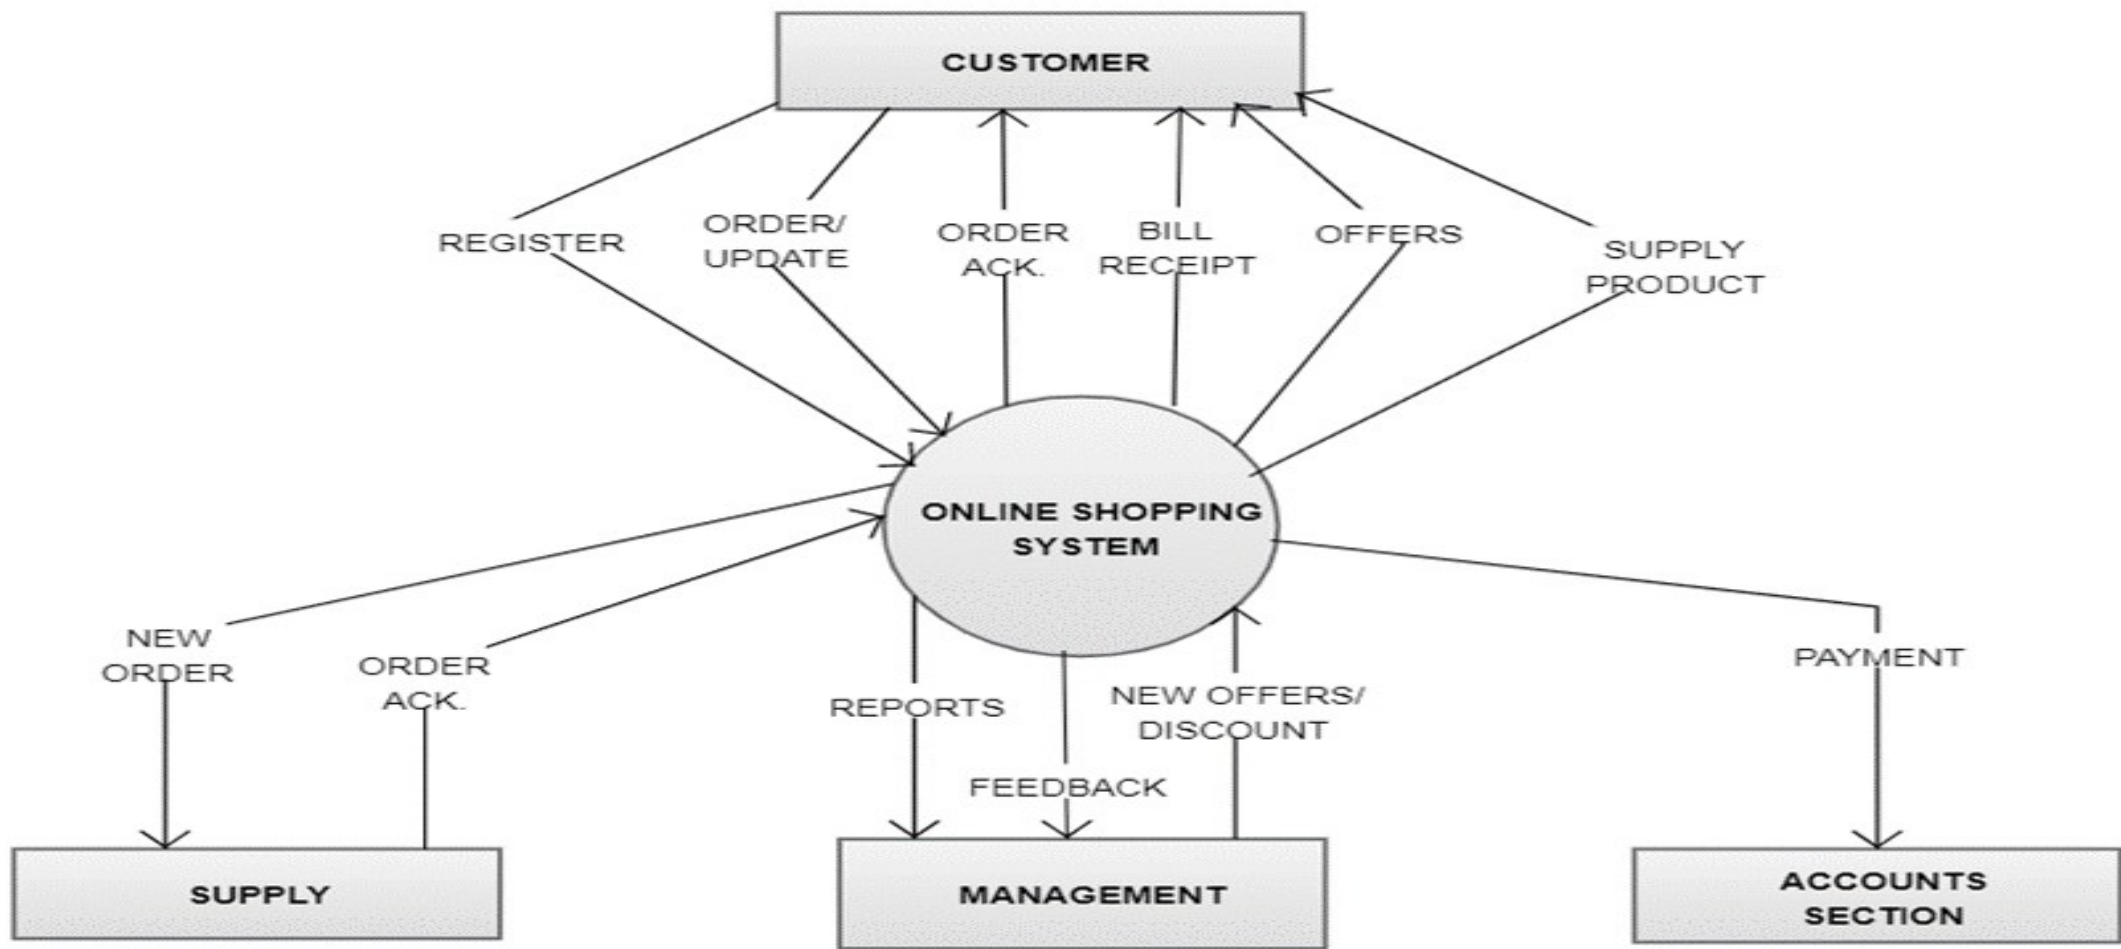 CUSTOMER
REGISTER
ORDER/
UPDATE
ORDER
ACK.
BILL
RECEIPT
OFFERS
SUPPLY
PRODUCT
ONLINE SHOPPING
SYSTEM
NEW
ORDER
ORDER
ACK.
REPORTS
FEEDBACK
NEW OFFERS/
DISCOUNT
PAYMENT
SUPPLY
MANAGEMENT
ACCOUNTS
SECTION